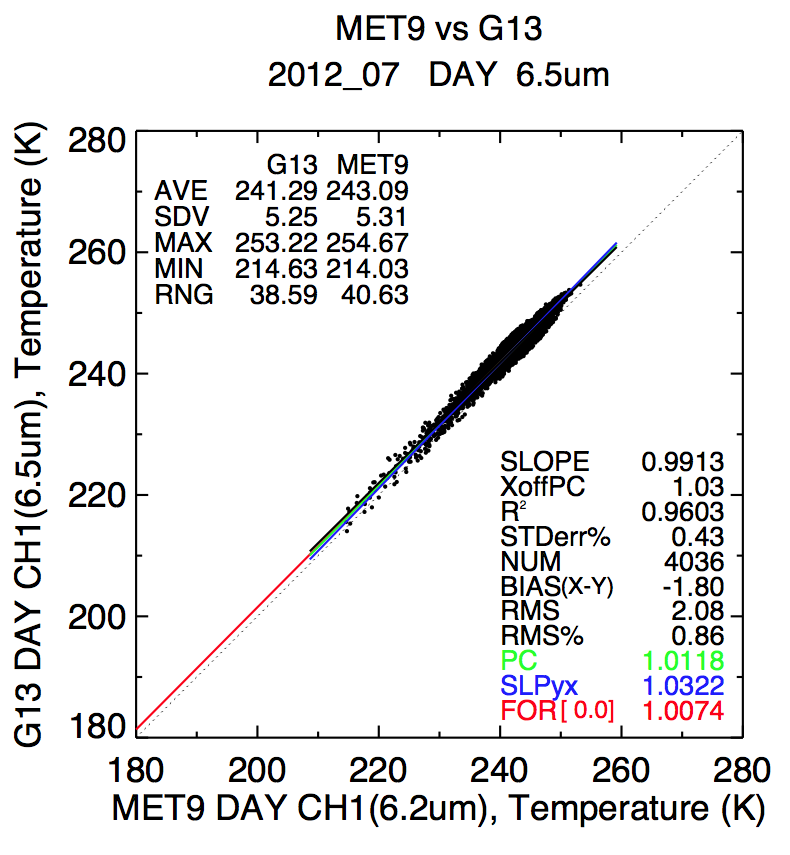 MET9 vs G13
2012_07 DAY 6.5um
G13 MET9
AVE 241.29 243.09
SDV 5.25 5.31
MAX 253.22 254.67
MIN 214.63 214.03
RNG 38.59 40.63
SLOPE 0.9913
XoffPC 1.03
R² 0.9603
STDerr% 0.43
NUM 4036
BIAS(X-Y) -1.80
RMS 2.08
RMS% 0.86
PC 1.0118
SLPyx 1.0322
FOR[ 0.0] 1.0074
280
260
240
220
200
180
G13 DAY CH1(6.5um), Temperature (K)
180 200 220 240 260 280
MET9 DAY CH1(6.2um), Temperature (K)